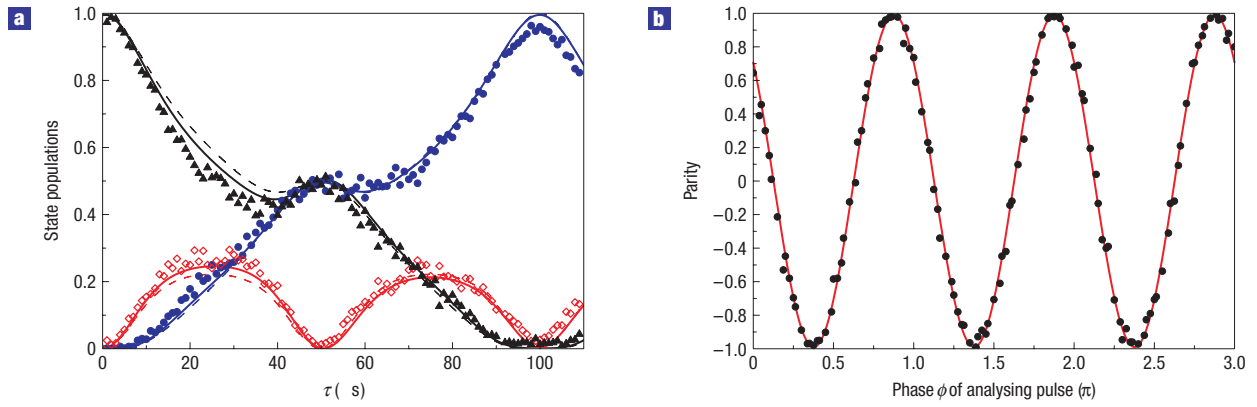 a
1.0
0.8
0.6
0.4
0.2
0
State populations
0 20 40 60 80 100
τ ( s)
b
1.0
0.8
0.6
0.4
0.2
0
−0.2
−0.4
−0.6
−0.8
−1.0
Parity
0 0.5 1.0 1.5 2.0 2.5 3.0
Phase ϕ of analysing pulse (π)